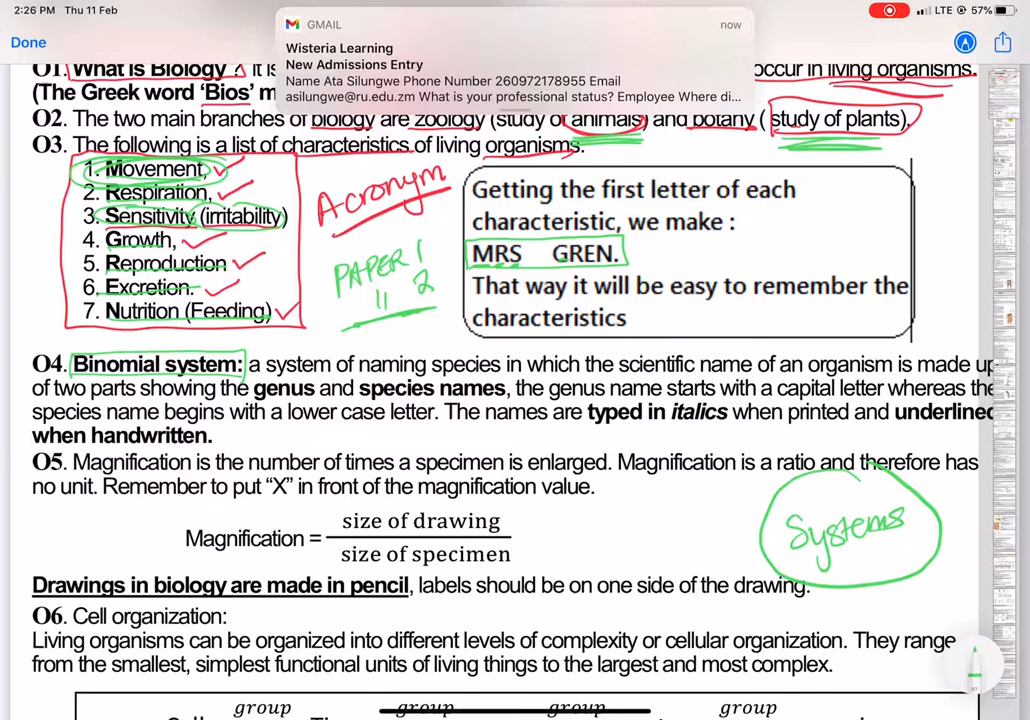 2:26 PM Thu 11 Feb
LTE 57%
Done
GMAIL
now
Wisteria Learning
New Admissions Entry
Name Ata Silungwe Phone Number 260972178955 Email
asilungwe@ru.edu.zm What is your professional status? Employee Where di...
O1. What is Biology ? It is occur in living organisms.
(The Greek word ‘Bios’ m
O2. The two main branches of biology are zoology (study of animals) and botany ( study of plants).
O3. The following is a list of characteristics of living organisms.
1. Movement,
2. Respiration,
3. Sensitivity (irritability)
4. Growth,
5. Reproduction
6. Excretion.
7. Nutrition (Feeding)
Acronym
PAPER 1
11 2
Getting the first letter of each
characteristic, we make :
MRS GREN.
That way it will be easy to remember the
characteristics
O4. Binomial system: a system of naming species in which the scientific name of an organism is made up
of two parts showing the genus and species names, the genus name starts with a capital letter whereas the
species name begins with a lower case letter. The names are typed in italics when printed and underlined
when handwritten.
O5. Magnification is the number of times a specimen is enlarged. Magnification is a ratio and therefore has
no unit. Remember to put “X” in front of the magnification value.
Systems
Magnification = size of drawing
size of specimen
Drawings in biology are made in pencil, labels should be on one side of the drawing.
O6. Cell organization:
Living organisms can be organized into different levels of complexity or cellular organization. They range
from the smallest, simplest functional units of living things to the largest and most complex.
group group group group